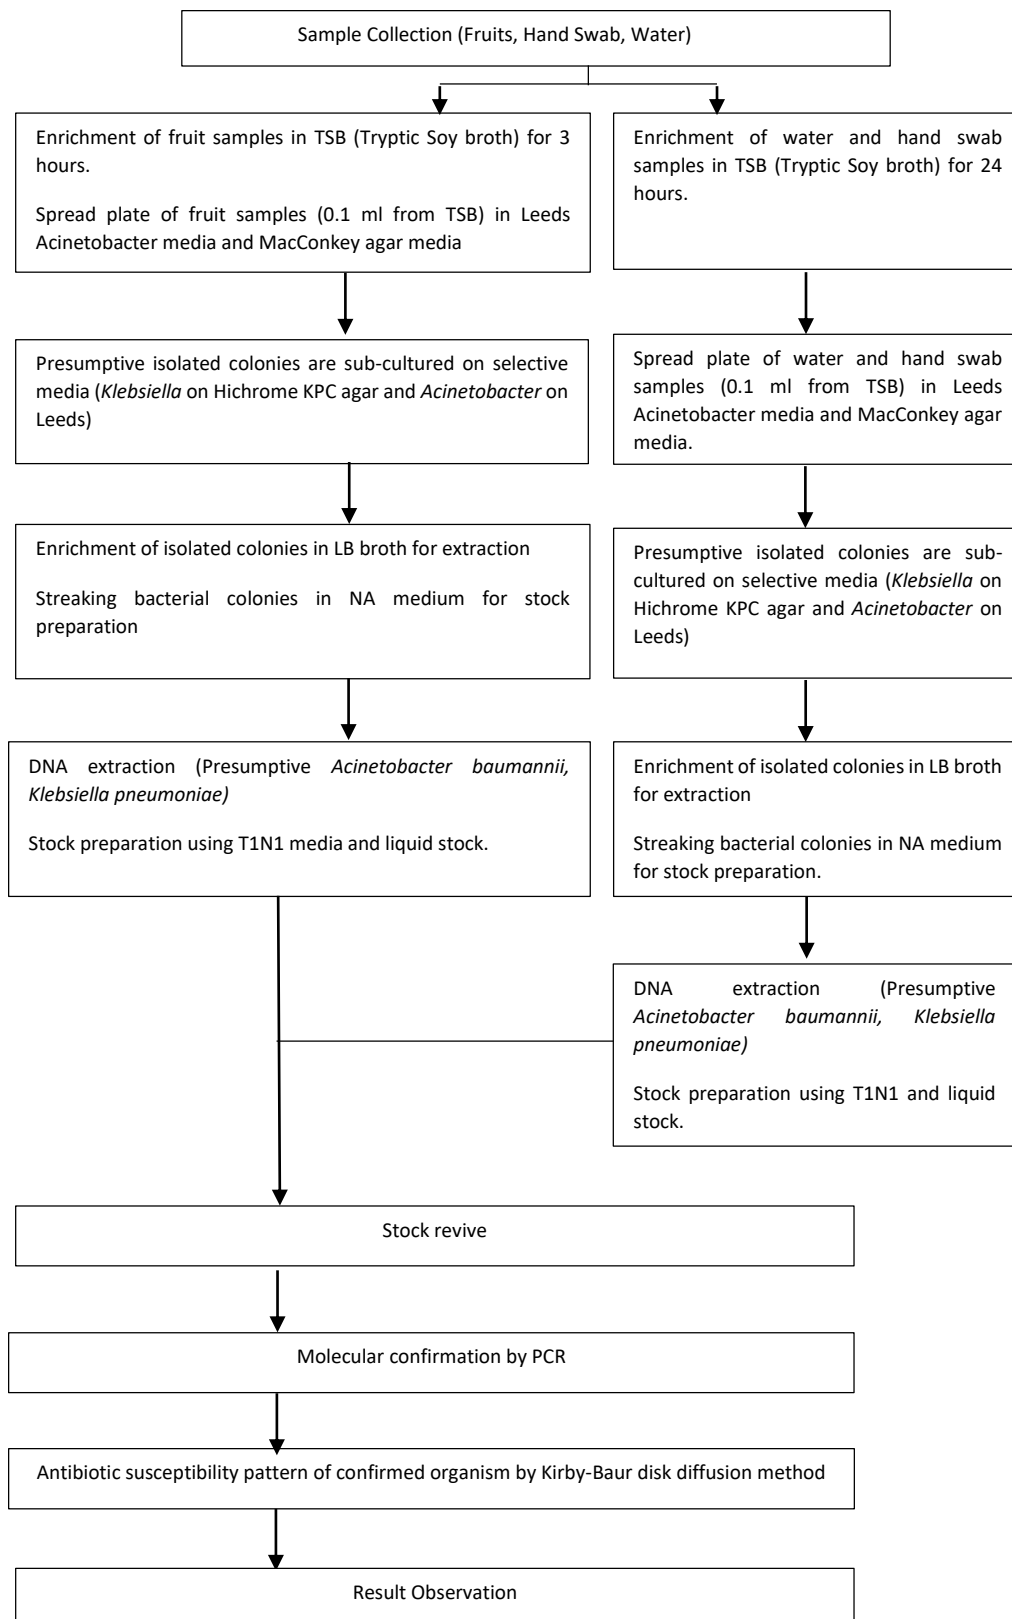 Sample Collection (Fruits, Hand Swab, Water)
Enrichment of fruit samples in TSB (Tryptic Soy broth) for 3
hours.
Spread plate of fruit samples (0.1 ml from TSB) in Leeds
Acinetobacter media and MacConkey agar media
Enrichment of water and hand swab
samples in TSB (Tryptic Soy broth) for 24
hours.
Presumptive isolated colonies are sub-cultured on selective
media (Klebsiella on Hichrome KPC agar and Acinetobacter on
Leeds)
Spread plate of water and hand swab
samples (0.1 ml from TSB) in Leeds
Acinetobacter media and MacConkey agar
media.
Enrichment of isolated colonies in LB broth for extraction
Streaking bacterial colonies in NA medium for stock
preparation
Presumptive isolated colonies are sub-
cultured on selective media (Klebsiella on
Hichrome KPC agar and Acinetobacter on
Leeds)
DNA extraction (Presumptive Acinetobacter baumannii,
Klebsiella pneumoniae)
Stock preparation using T1N1 media and liquid stock.
Enrichment of isolated colonies in LB broth
for extraction
Streaking bacterial colonies in NA medium
for stock preparation.
DNA extraction (Presumptive
Acinetobacter baumannii, Klebsiella
pneumoniae)
Stock preparation using T1N1 and liquid
stock.
Stock revive
Molecular confirmation by PCR
Antibiotic susceptibility pattern of confirmed organism by Kirby-Baur disk diffusion method
Result Observation